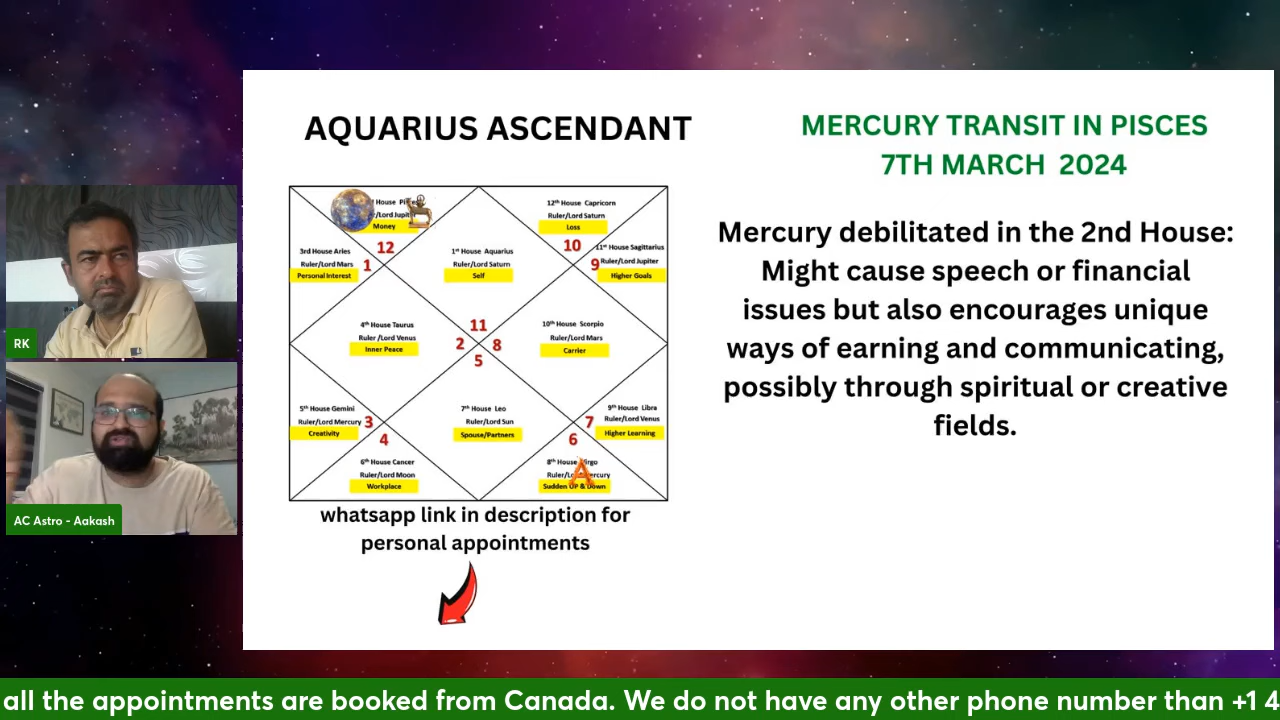 AQUARIUS ASCENDANT
MERCURY TRANSIT IN PISCES
7TH MARCH 2024
House
Money
12
3rd House Aries
Ruler/Lord Mars
1
Personal Interest
1st House Aquarius
Ruler/Lord Saturn
Self
12th House Capricorn
Ruler/Lord Saturn
Loss
10
11th House Sagittarius
9 Ruler/Lord Jupiter
Higher Goals
4th House Taurus
Ruler /Lord Venus
Inner Peace
11
2 8
5
10th House Scorpio
Ruler/Lord Mars
Carrier
5th House Gemini
Ruler/Lord Mercury 3
Creativity
4
7th House Leo
Ruler/Lord Sun
Spouse/Partners
9th House Libra
7 Ruler/Lord Venus
Higher Learning
6
6th House Cancer
Ruler/Lord Moon
Workplace
8th House
Sudden UP & Down
Mercury debilitated in the 2nd House:
Might cause speech or financial
issues but also encourages unique
ways of earning and communicating,
possibly through spiritual or creative
fields.
whatsapp link in description for
personal appointments
RK
AC Astro - Aakash
all the appointments are booked from Canada. We do not have any other phone number than +1 4